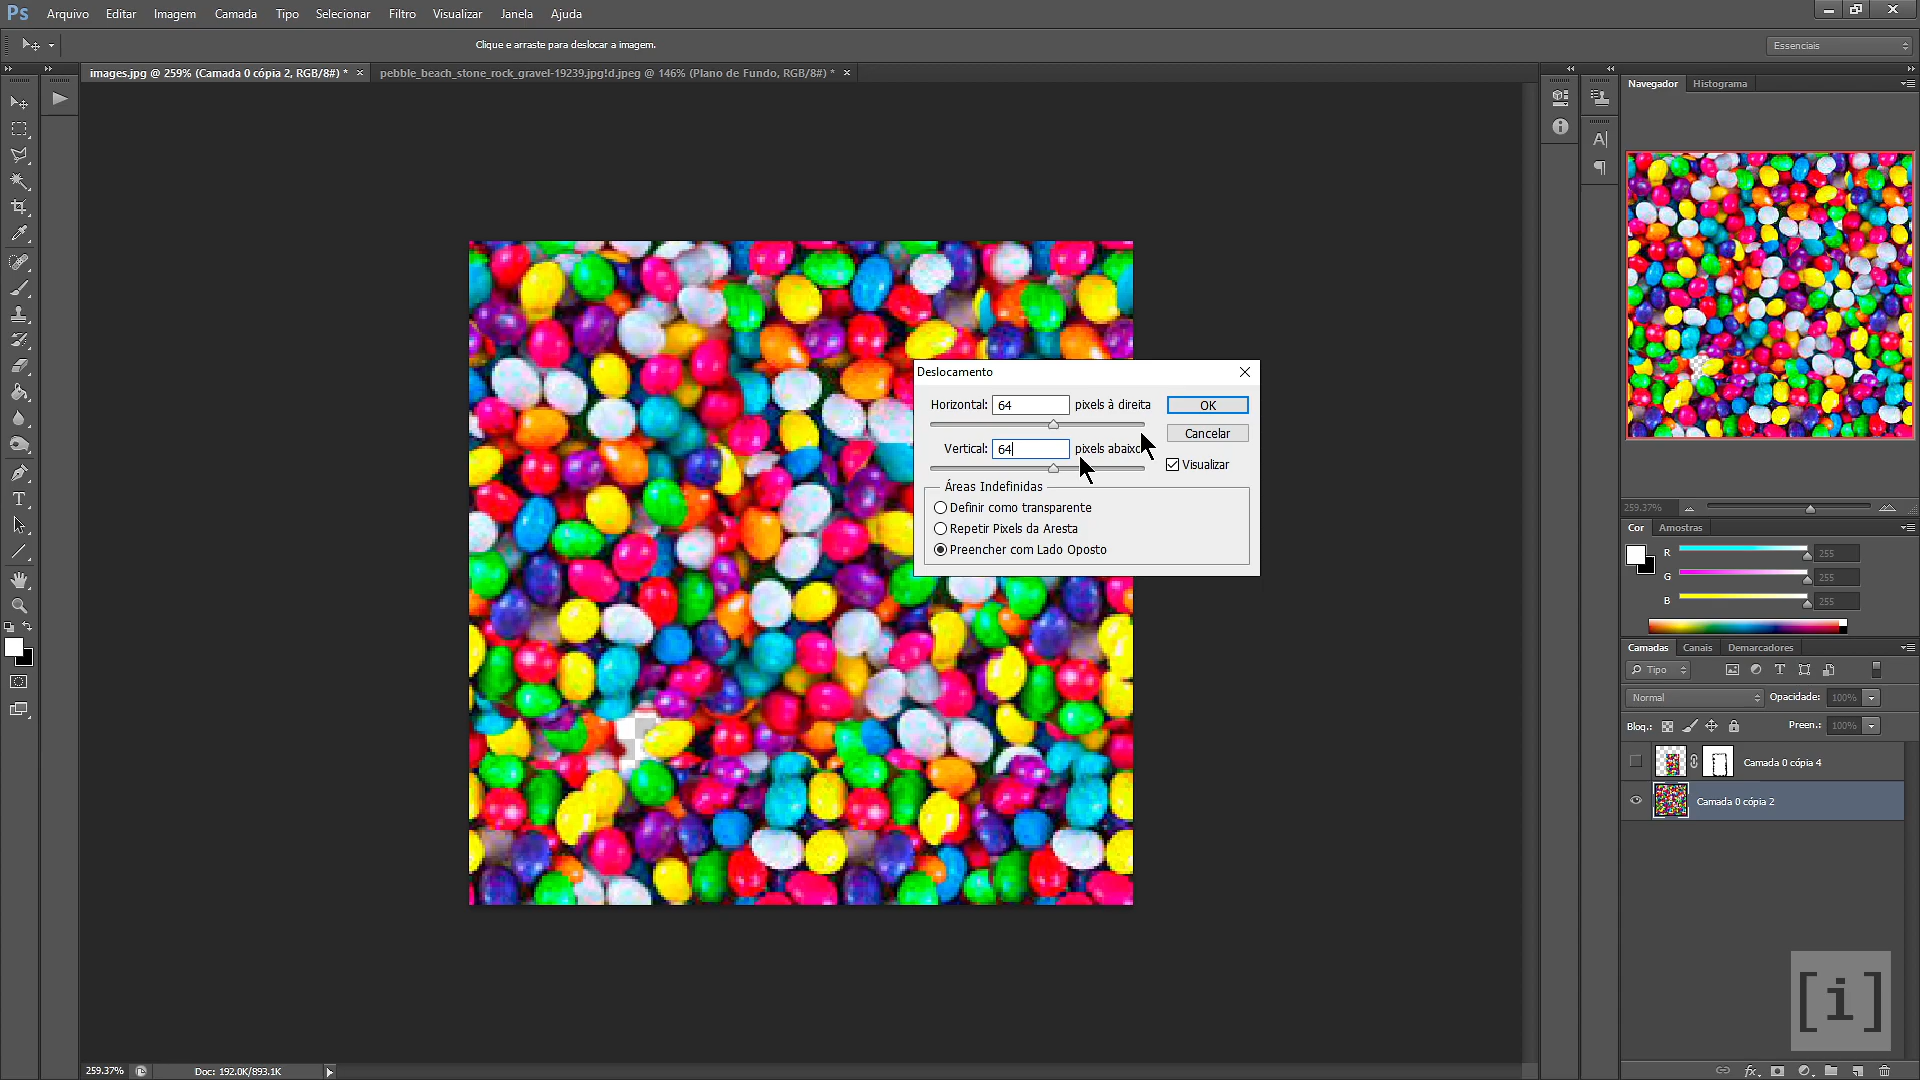 Ps Arquivo Editar Imagem Camada Tipo Selecionar Filtro Visualizar Janela Ajuda
Clique e arraste para deslocar a imagem.
Essenciais
images.jpg @ 259% (Camada 0 cópia 2, RGB/8#) * ×
pebble_beach_stone_rock_gravel-19239.jpg!d.jpeg @ 146% (Plano de Fundo, RGB/8#) * ×
Navegador Histograma
Deslocamento
Horizontal: 64 pixels à direita
OK
Cancelar
Vertical: 64 pixels abaixo
Visualizar
Áreas Indefinidas
Definir como transparente
Repetir Pixels da Aresta
Preencher com Lado Oposto
259.37%
Cor Amostras
R 255
G 255
B 255
Camadas Canais Demarcadores
Tipo
Normal Opacidade: 100%
Bloq.: Preen.: 100%
Camada 0 cópia 4
Camada 0 cópia 2
[i]
259.37% Doc: 192.0K/893.1K
fx